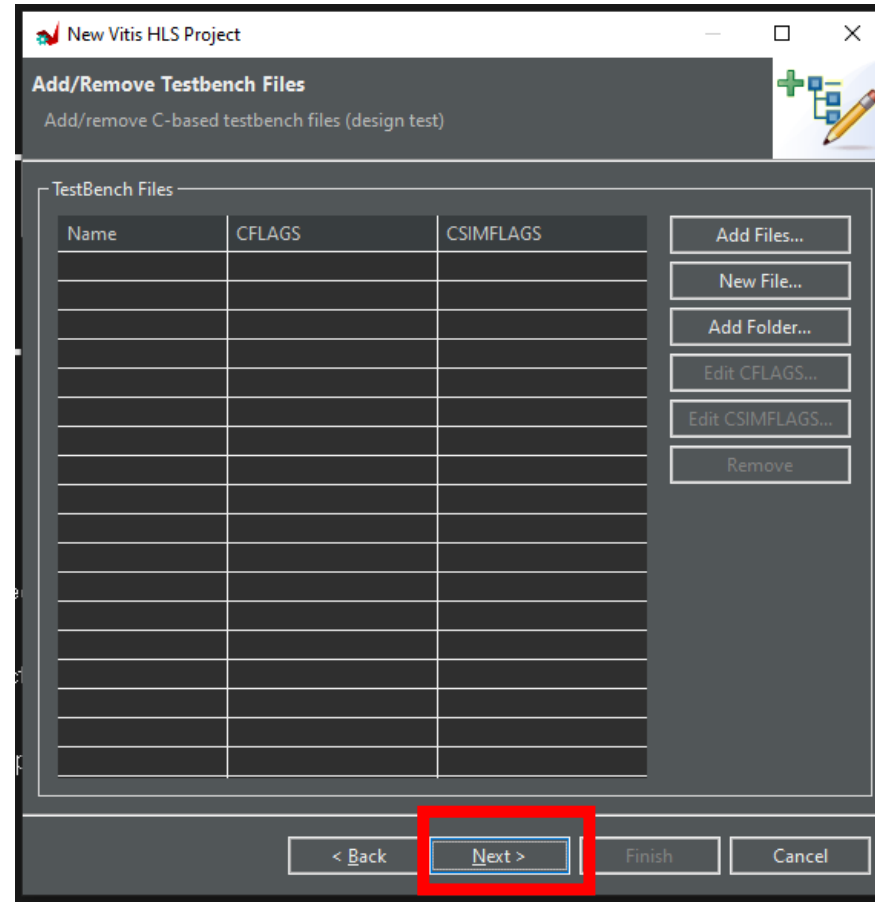 New Vitis HLS Project
Add/Remove Testbench Files
Add/remove C-based testbench files (design test)
TestBench Files
Name CFLAGS CSIMFLAGS
Add Files...
New File...
Add Folder...
Edit CFLAGS...
Edit CSIMFLAGS...
Remove
< Back Next > Finish Cancel